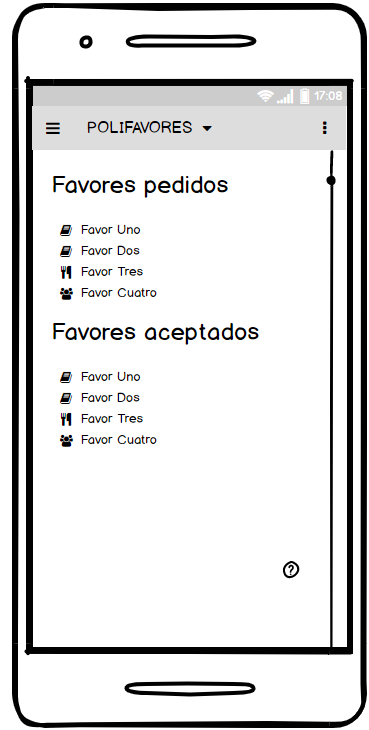 17:08
POLIFAVORES
Favores pedidos
Favor Uno
Favor Dos
Favor Tres
Favor Cuatro
Favores aceptados
Favor Uno
Favor Dos
Favor Tres
Favor Cuatro
?